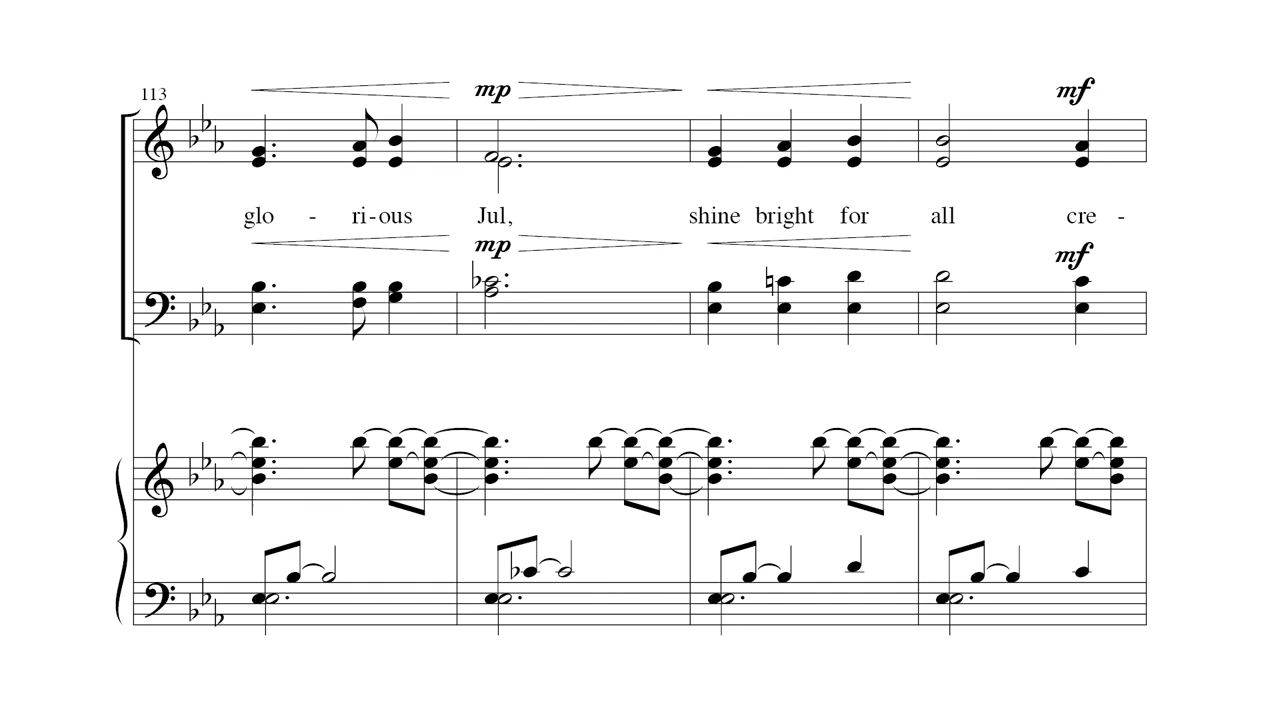 113
mp
mf
glo - ri - ous Jul, shine bright for all cre -
mp
mf